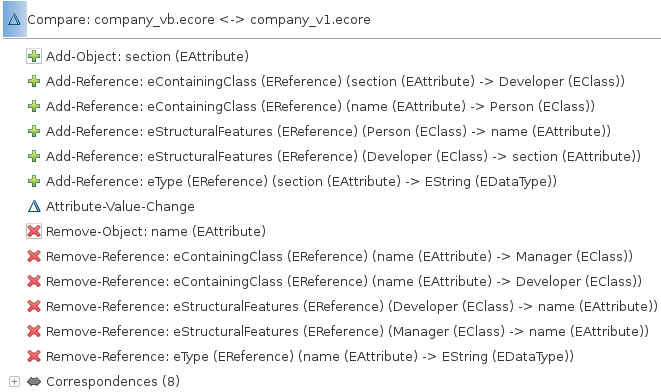 Compare: company_vb.ecore <-> company_v1.ecore
Add-Object: section (EAttribute)
Add-Reference: eContainingClass (EReference) (section (EAttribute) -> Developer (EClass))
Add-Reference: eContainingClass (EReference) (name (EAttribute) -> Person (EClass))
Add-Reference: eStructuralFeatures (EReference) (Person (EClass) -> name (EAttribute))
Add-Reference: eStructuralFeatures (EReference) (Developer (EClass) -> section (EAttribute))
Add-Reference: eType (EReference) (section (EAttribute) -> EString (EDataType))
Attribute-Value-Change
Remove-Object: name (EAttribute)
Remove-Reference: eContainingClass (EReference) (name (EAttribute) -> Manager (EClass))
Remove-Reference: eContainingClass (EReference) (name (EAttribute) -> Developer (EClass))
Remove-Reference: eStructuralFeatures (EReference) (Developer (EClass) -> name (EAttribute))
Remove-Reference: eStructuralFeatures (EReference) (Manager (EClass) -> name (EAttribute))
Remove-Reference: eType (EReference) (name (EAttribute) -> EString (EDataType))
Correspondences (8)